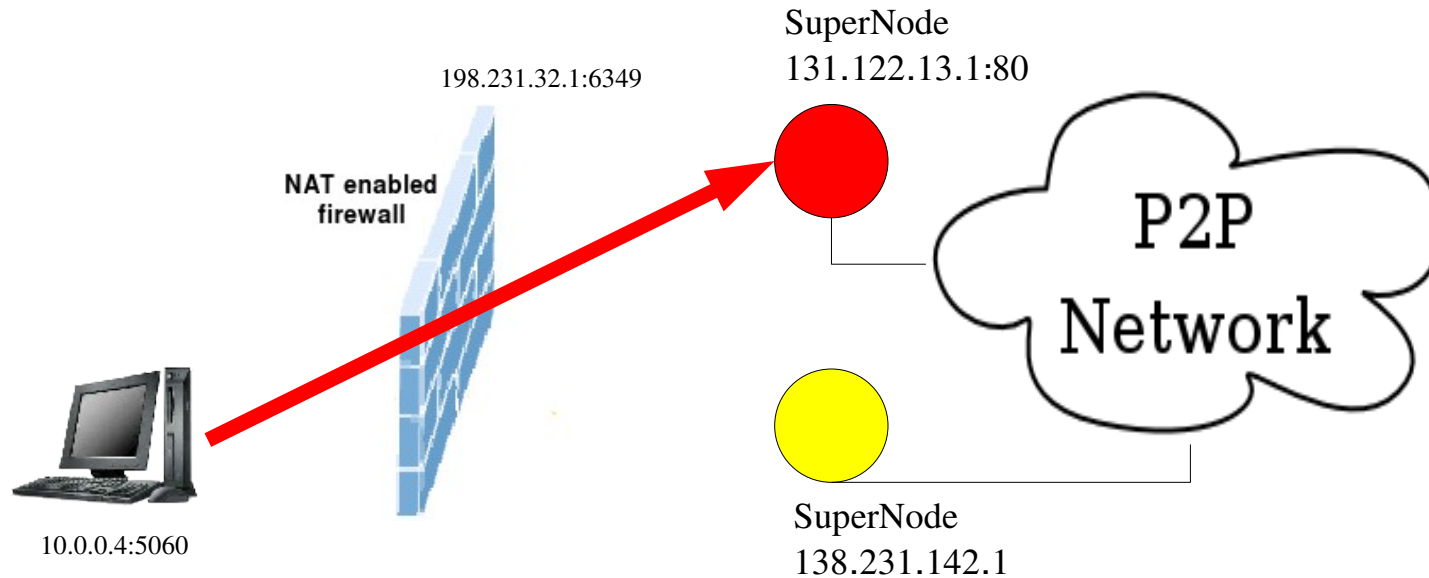 SuperNode
131.122.13.1:80
198.231.32.1:6349
NAT enabled
firewall
P2P
Network
10.0.0.4:5060
SuperNode
138.231.142.1